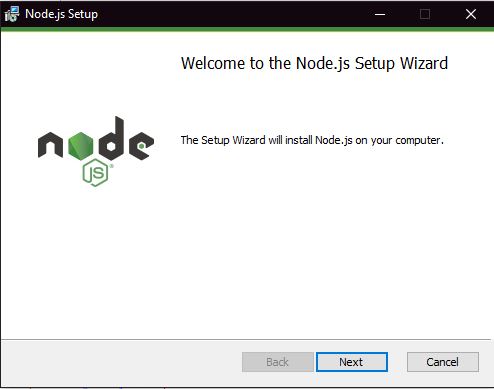 Node.js Setup
Welcome to the Node.js Setup Wizard
The Setup Wizard will install Node.js on your computer.
node
JS
®
Back
Next
Cancel